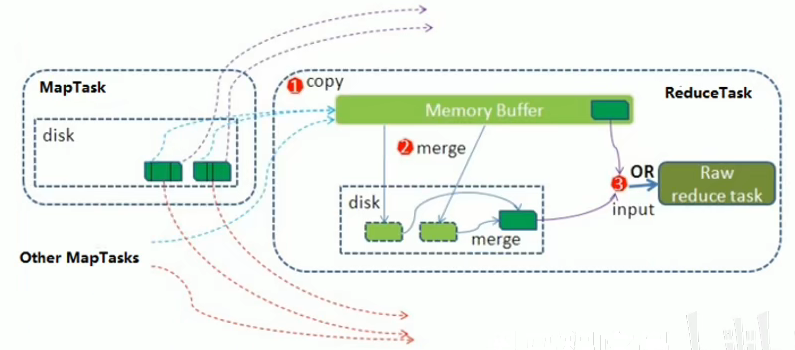 MapTask
disk
Other MapTasks
1 copy
ReduceTask
Memory Buffer
2 merge
disk
merge
3
OR
input
Raw
reduce task